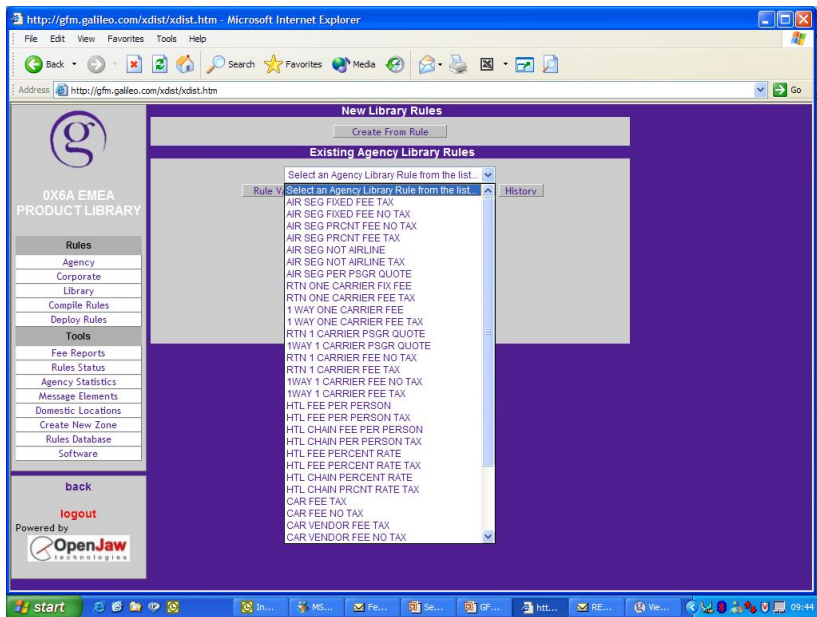 http://gfm.galileo.com/xdist/xdist.htm - Microsoft Internet Explorer
File Edit View Favorites Tools Help
Back Search Favorites Media
Address http://gfm.galileo.com/xdist/xdist.htm Go
0X6A EMEA
PRODUCT LIBRARY
Rules
Agency
Corporate
Library
Compile Rules
Deploy Rules
Tools
Fee Reports
Rules Status
Agency Statistics
Message Elements
Domestic Locations
Create New Zone
Rules Database
Software
back
logout
Powered by
OpenJaw
technologies
New Library Rules
Create From Rule
Existing Agency Library Rules
Select an Agency Library Rule from the list...
Rule Va
History
Select an Agency Library Rule from the list...
AIR SEG FIXED FEE TAX
AIR SEG FIXED FEE NO TAX
AIR SEG PRCNT FEE NO TAX
AIR SEG PRCNT FEE TAX
AIR SEG NOT AIRLINE
AIR SEG NOT AIRLINE TAX
AIR SEG PER PSGR QUOTE
RTN ONE CARRIER FIX FEE
RTN ONE CARRIER FEE TAX
1 WAY ONE CARRIER FEE
1 WAY ONE CARRIER FEE TAX
RTN 1 CARRIER PSGR QUOTE
1WAY 1 CARRIER PSGR QUOTE
RTN 1 CARRIER FEE NO TAX
RTN 1 CARRIER FEE TAX
1WAY 1 CARRIER FEE NO TAX
1WAY 1 CARRIER FEE TAX
HTL FEE PER PERSON
HTL FEE PER PERSON TAX
HTL CHAIN FEE PER PERSON
HTL CHAIN PER PERSON TAX
HTL FEE PERCENT RATE
HTL FEE PERCENT RATE TAX
HTL CHAIN PERCENT RATE
HTL CHAIN PRCNT RATE TAX
CAR FEE TAX
CAR FEE NO TAX
CAR VENDOR FEE TAX
CAR VENDOR FEE NO TAX
start In... MS... Fe... Se... GF... htt... RE... Vie... 09:44